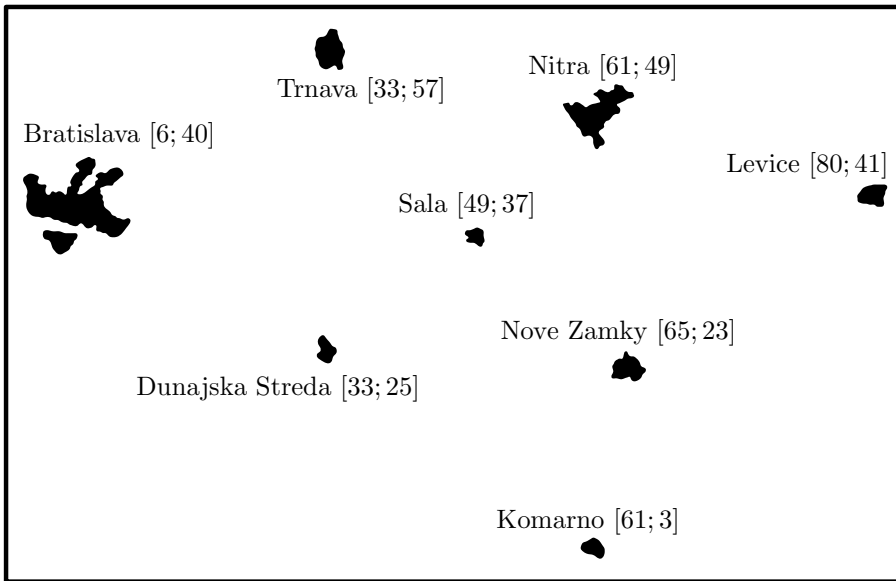 Trnava [33; 57]
Nitra [61; 49]
Bratislava [6; 40]
Levice [80; 41]
Sala [49; 37]
Nove Zamky [65; 23]
Dunajska Streda [33; 25]
Komarno [61; 3]